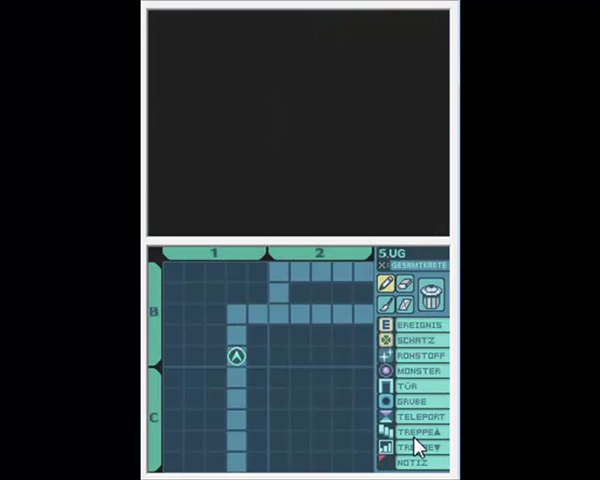 1 2 5.UG
X: GESAMTKARTE
B
E EREIGNIS
SCHATZ
ROHSTOFF
MONSTER
TÜR
GRUBE
TELEPORT
C
TREPPE▲
NOTIZ